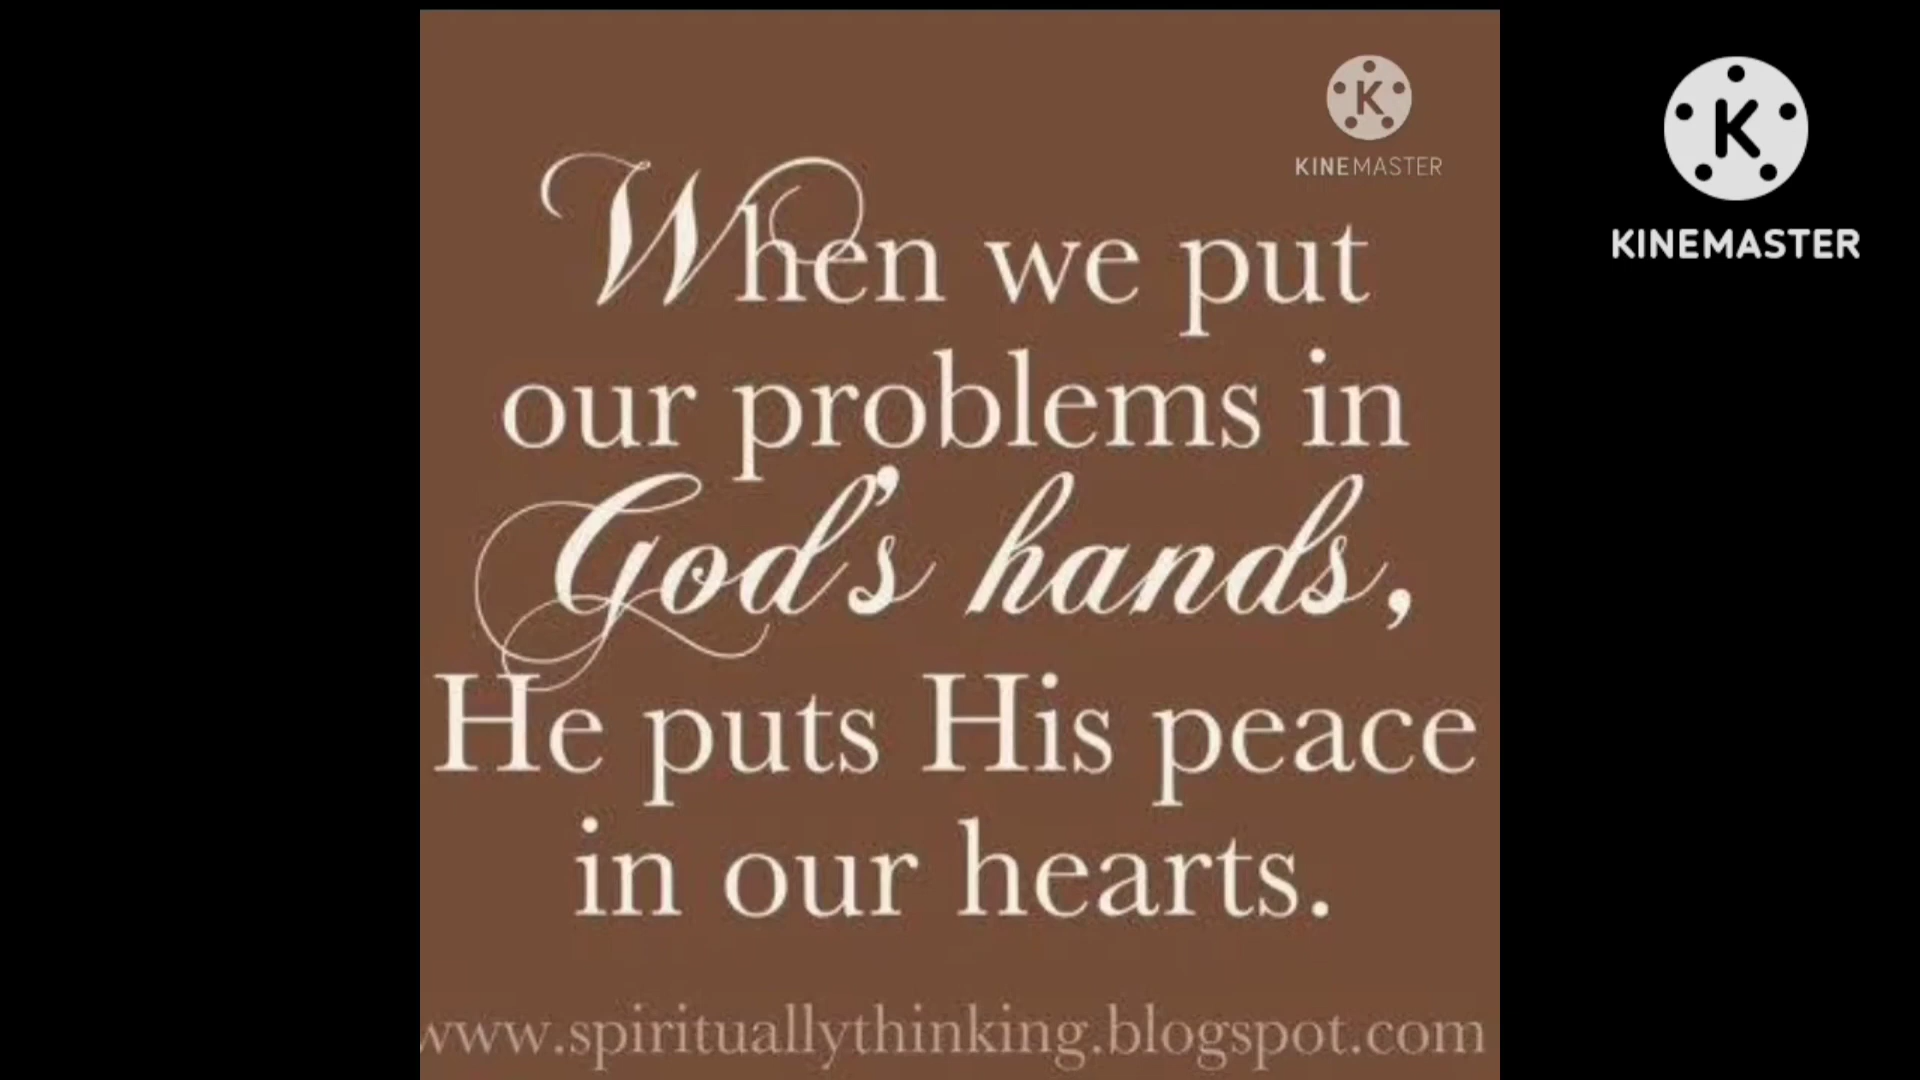 KINEMASTER
KINEMASTER
When we put
our problems in
God's hands,
He puts His peace
in our hearts.
www.spirituallythinking.blogspot.com